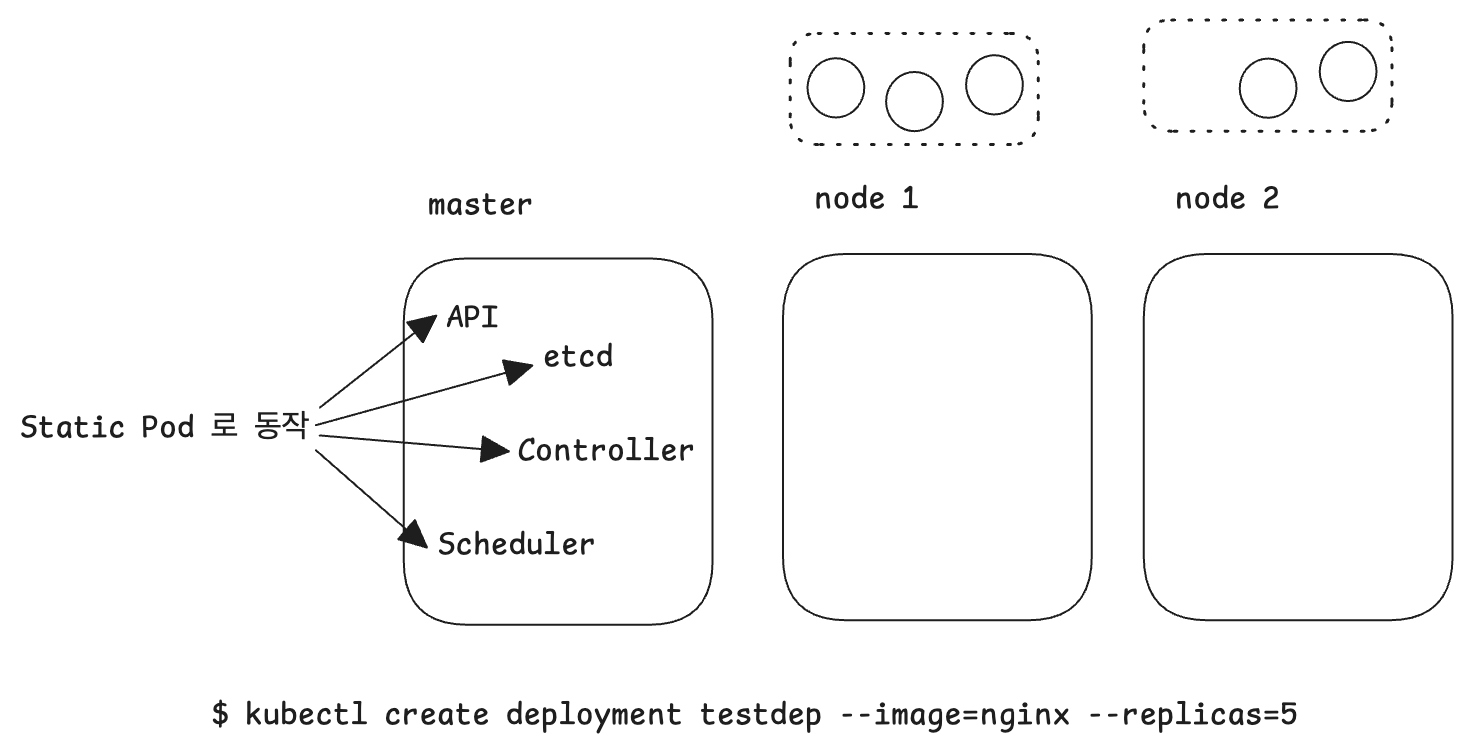 master
node 1
node 2
API
etcd
Static Pod 로 동작
Controller
Scheduler
$ kubectl create deployment testdep --image=nginx --replicas=5